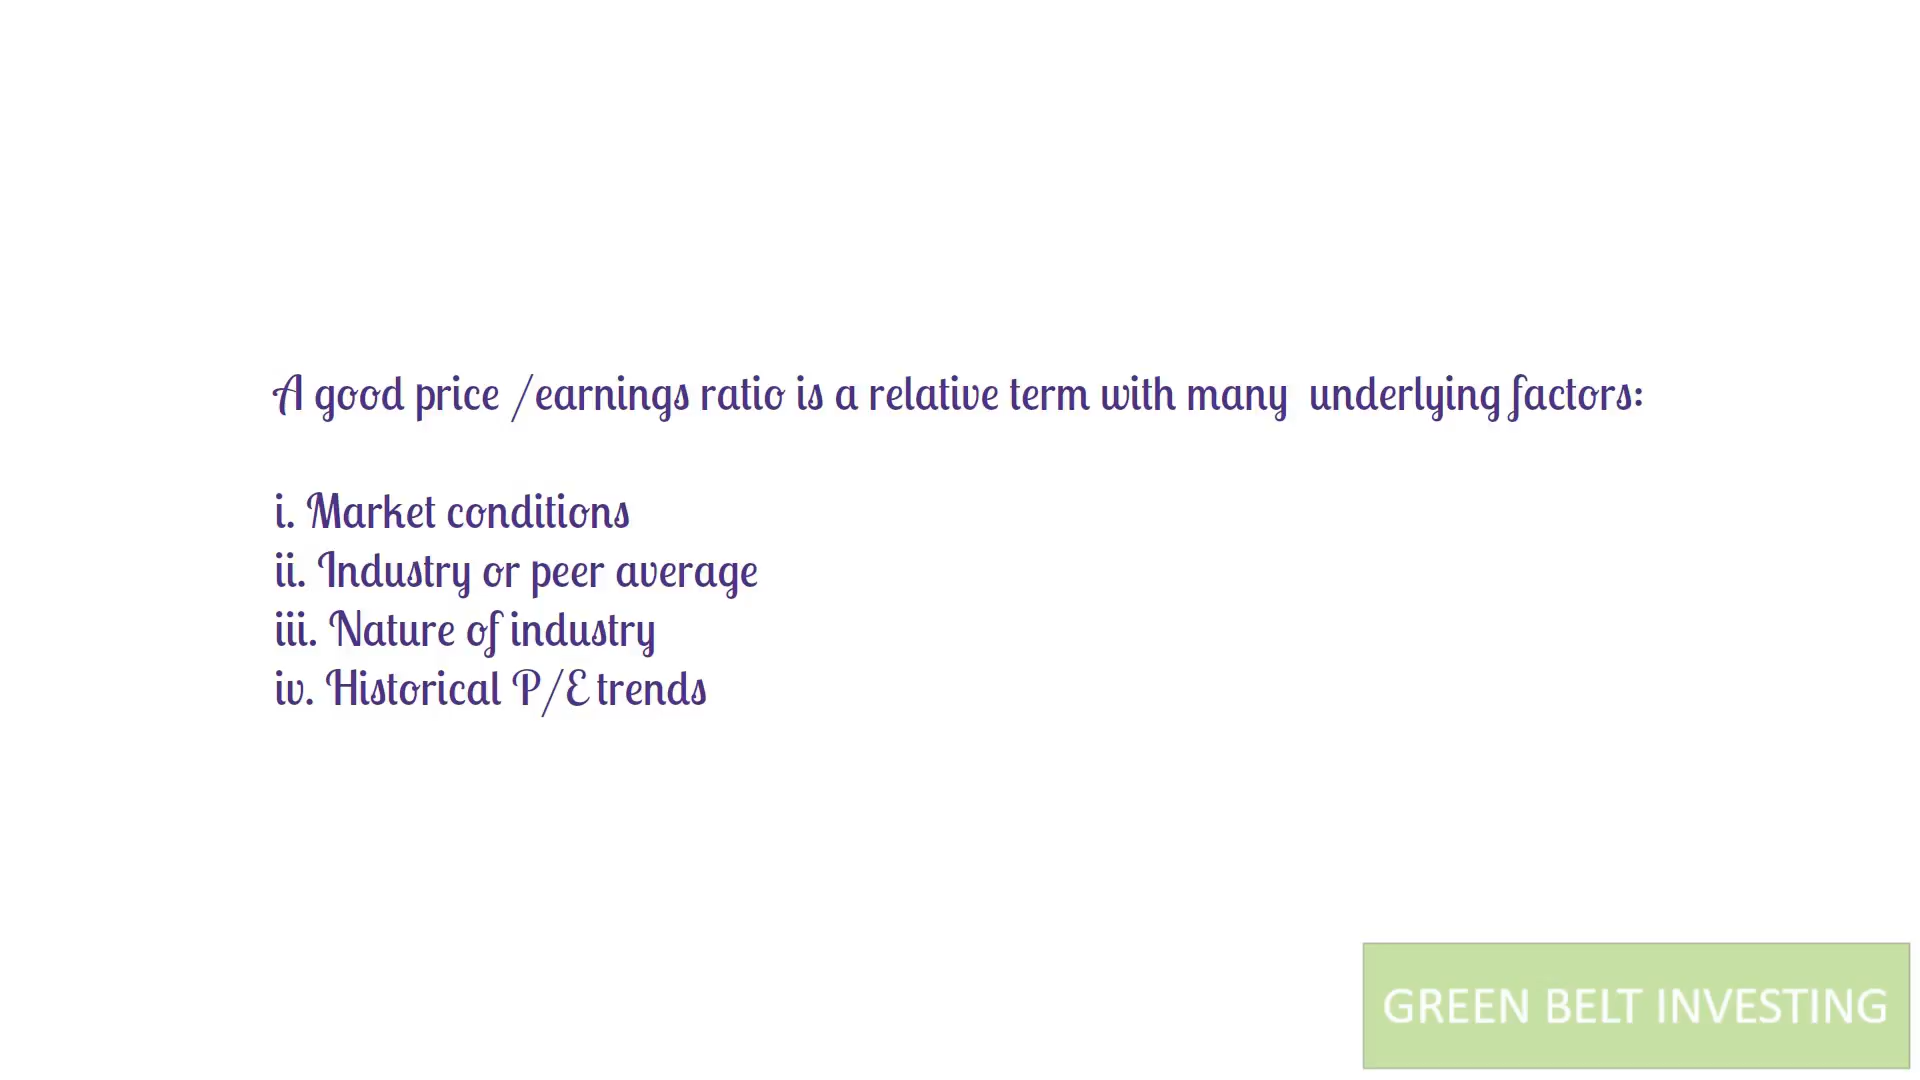 A good price /earnings ratio is a relative term with many underlying factors:
i. Market conditions
ii. Industry or peer average
iii. Nature of industry
iv. Historical P/E trends
GREEN BELT INVESTING